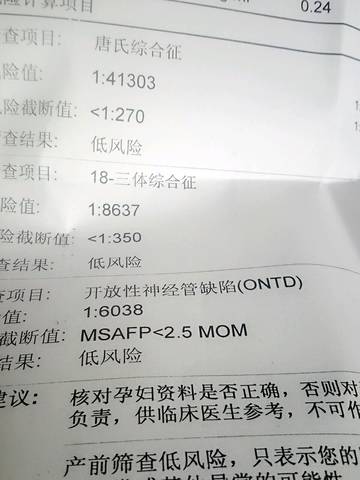 险计算项目
0.24
查项目: 唐氏综合征
险值: 1:41303
险截断值: <1:270
查结果: 低风险
查项目: 18-三体综合征
险值: 1:8637
险截断值: <1:350
查结果: 低风险
查项目: 开放性神经管缺陷(ONTD)
值: 1:6038
截断值: MSAFP<2.5 MOM
结果: 低风险
建议: 核对孕妇资料是否正确，否则对
负责，供临床医生参考，不可作
产前筛查低风险，只表示您的